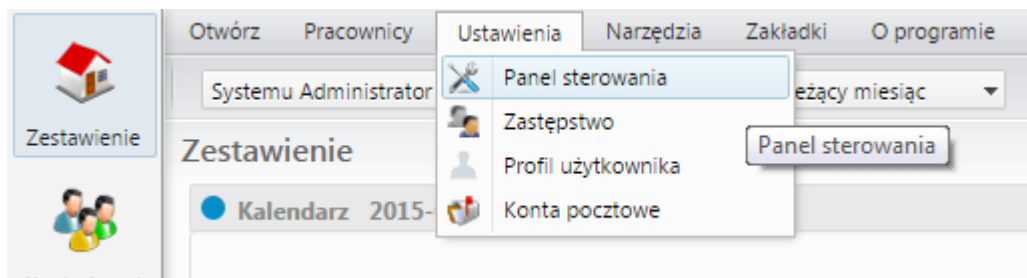 Otwórz Pracownicy Ustawienia Narzędzia Zakładki O programie
Systemu Administrator
Panel sterowania
eżący miesiąc
Zestawienie
Zastępstwo
Panel sterowania
Zestawienie
Profil użytkownika
Kalendarz 2015-
Konta pocztowe